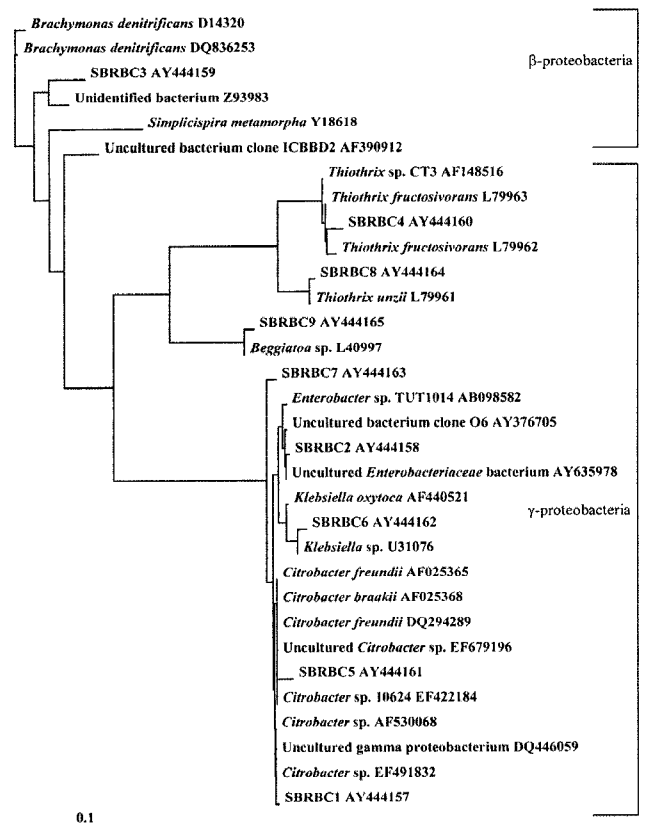 Brachymonas denitrificans D14320
Brachymonas denitrificans DQ836253
β-proteobacteria
SBRBC3 AY444159
Unidentified bacterium Z93983
Simplicispira metamorpha Y18618
Uncultured bacterium clone ICBBD2 AF390912
Thiothrix sp. CT3 AF148516
Thiothrix fructosivorans L79963
SBRBC4 AY444160
Thiothrix fructosivorans L79962
SBRBC8 AY444164
Thiothrix unzii L79961
SBRBC9 AY444165
Beggiatoa sp. L40997
SBRBC7 AY444163
Enterobacter sp. TUT1014 AB098582
Uncultured bacterium clone O6 AY376705
SBRBC2 AY444158
Uncultured Enterobacteriaceae bacterium AY635978
Klebsiella oxytoca AF440521
γ-proteobacteria
SBRBC6 AY444162
Klebsiella sp. U31076
Citrobacter freundii AF025365
Citrobacter braakii AF025368
Citrobacter freundii DQ294289
Uncultured Citrobacter sp. EF679196
SBRBC5 AY444161
Citrobacter sp. 10624 EF422184
Citrobacter sp. AF530068
Uncultured gamma proteobacterium DQ446059
Citrobacter sp. EF491832
SBRBC1 AY444157
0.1